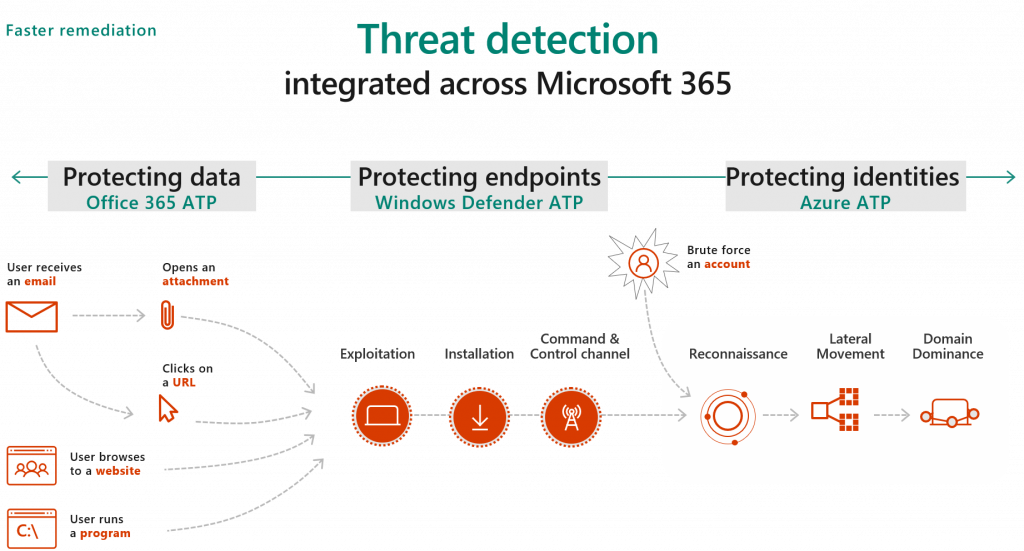 Faster remediation
Threat detection
integrated across Microsoft 365
Protecting data
Office 365 ATP
Protecting endpoints
Windows Defender ATP
Protecting identities
Azure ATP
User receives
an email
Opens an
attachment
Clicks on
a URL
User browses
to a website
C:\
User runs
a program
Exploitation
Installation
Command &
Control channel
Brute force
an account
Reconnaissance
Lateral
Movement
Domain
Dominance